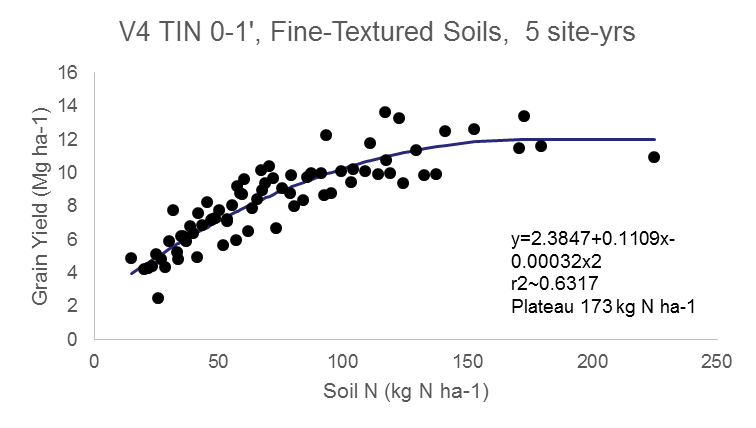 V4 TIN 0-1', Fine-Textured Soils,  5 site-yrs
16
14
12
10
8
6
4
2
0
Grain Yield (Mg ha-1)
y=2.3847+0.1109x-
0.00032x2
r2~0.6317
Plateau 173 kg N ha-1
0 50 100 150 200 250
Soil N (kg N ha-1)